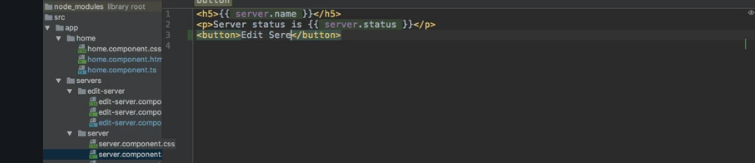 node_modules library root
src
app
home
home.component.css
home.component.htm
home.component.ts
servers
edit-server
edit-server.compo
edit-server.compo
edit-server.compo
server
server.component.css
server.component.
button
1 <h5>{{ server.name }}</h5>
2 <p>Server status is {{ server.status }}</p>
3 <button>Edit Sere</button>
4